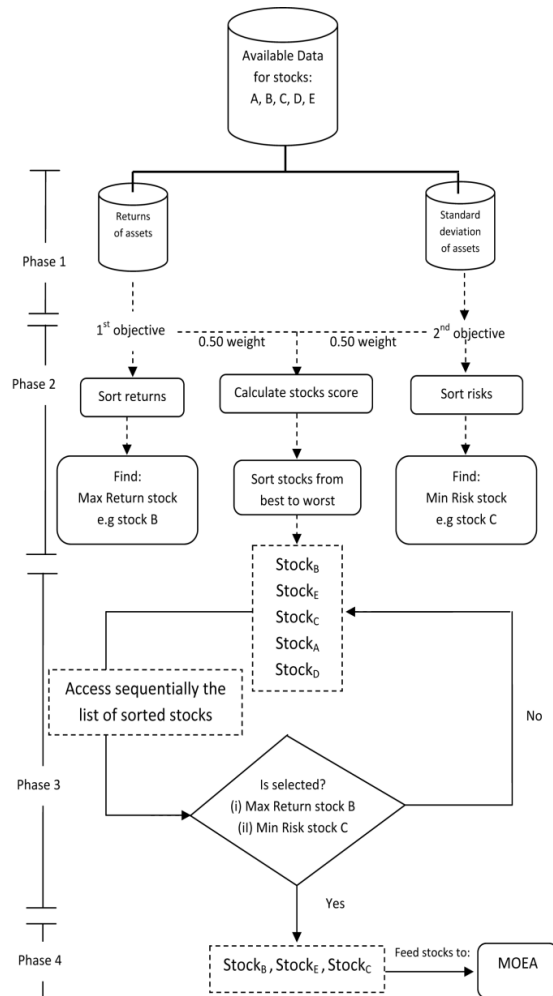 Available Data
for stocks:
A, B, C, D, E
Returns
of assets
Standard
deviation
of assets
Phase 1
1st objective
0.50 weight
0.50 weight
2nd objective
Phase 2
Sort returns
Calculate stocks score
Sort risks
Find:
Max Return stock
e.g stock B
Sort stocks from
best to worst
Find:
Min Risk stock
e.g stock C
StockB
StockE
StockC
StockA
StockD
Access sequentially the
list of sorted stocks
No
Phase 3
Is selected?
(i) Max Return stock B
(iI) Min Risk stock C
Yes
Phase 4
StockB , StockE , StockC
Feed stocks to:
MOEA